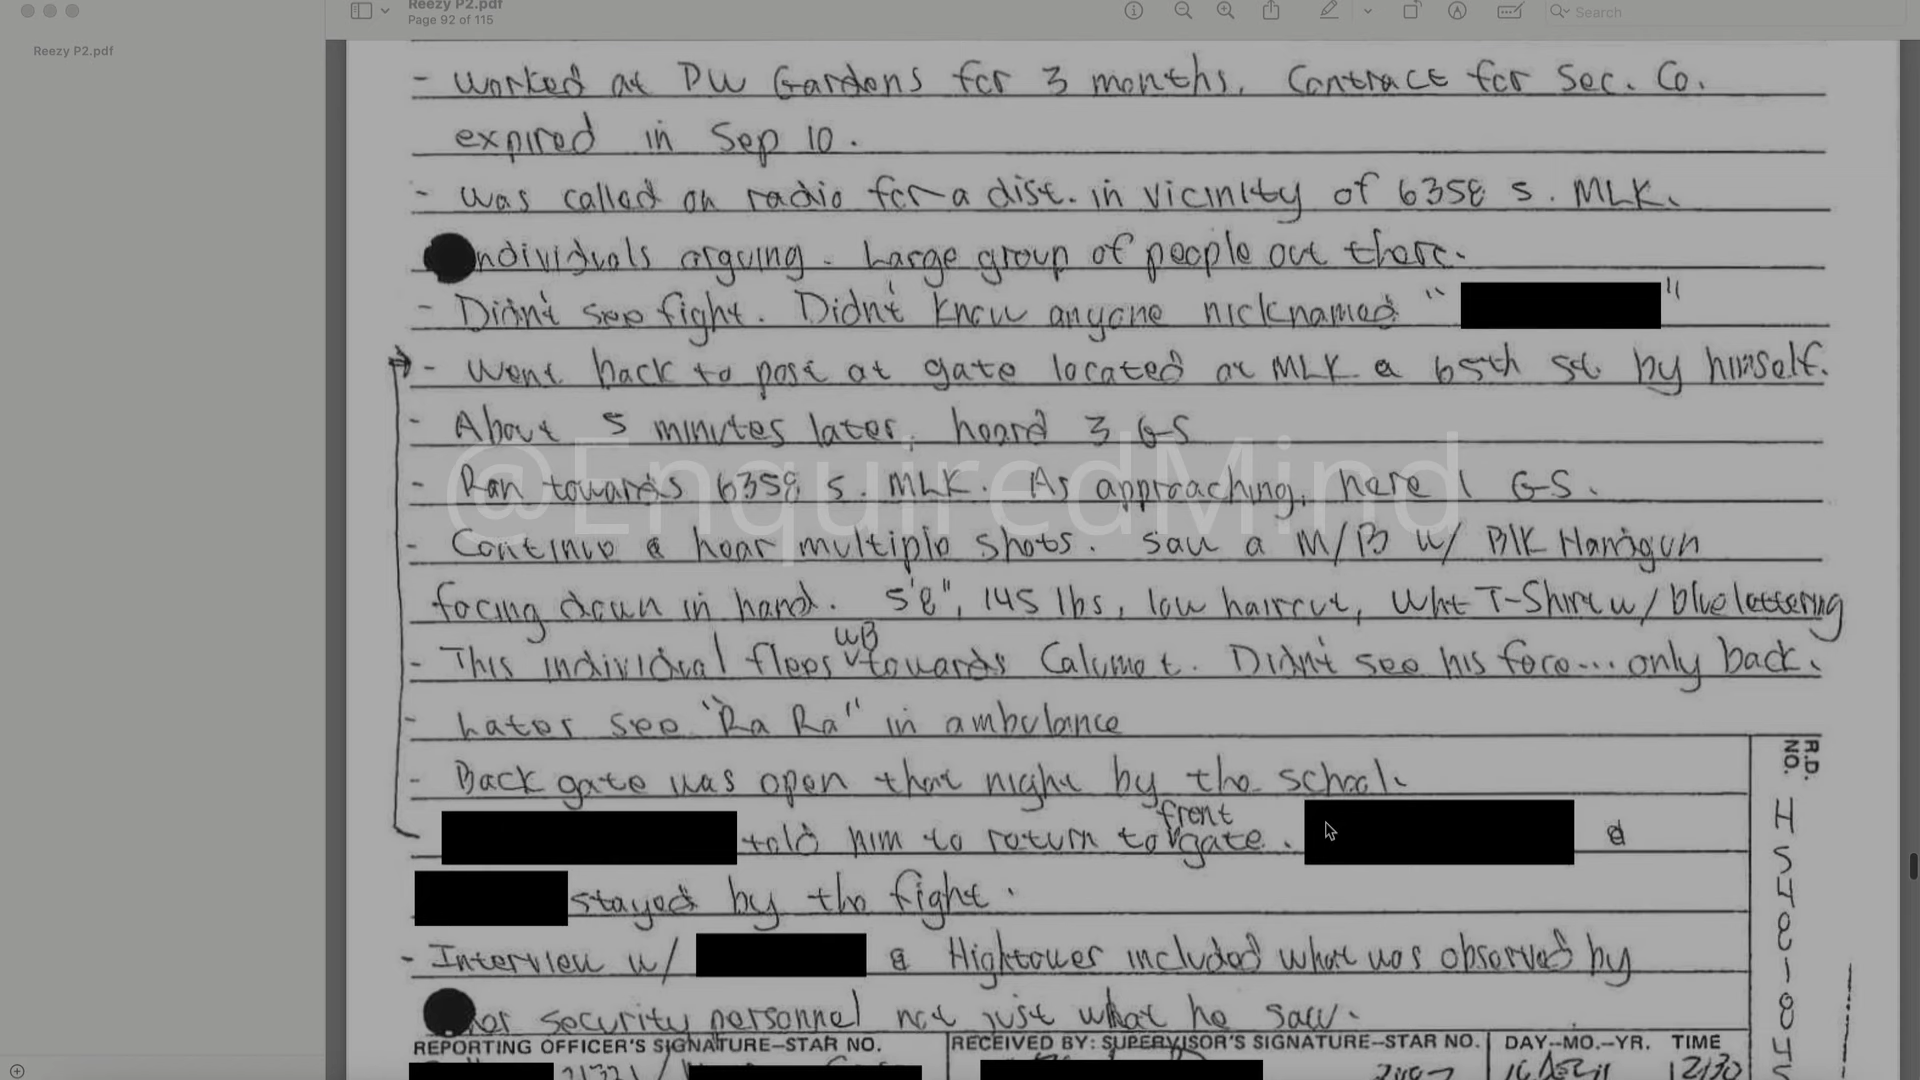 Reezy P2.pdf
Page 92 of 115
Search
Reezy P2.pdf
- Worked at PW Gardens for 3 months. Contract for Sec. Co.
expired in Sep 10.
- Was called on radio for a dist. in vicinity of 6358 S. MLK.
ndividuals arguing. Large group of people out there.
- Didn't see fight. Didn't know anyone nicknamed " "
- Went back to post at gate located at MLK & 65th St by himself.
- About 5 minutes later, heard 3 GS
- Ran towards 6358 S. MLK. As approaching, here 1 GS.
- Continue & hear multiple shots. Saw a M/B w/ Blk Handgun
facing down in hand. 5'8", 145 lbs, low haircut, Wht T-Shirt w/ blue lettering
- This individual flees WB towards Calumet. Didn't see his face... only back.
- Later see "Ra Ra" in ambulance
- Back gate was open that night by the school.
told him to return to front gate. &
stayed by the fight.
- Interview w/ & Hightower included what was observed by
her security personnel not just what he saw.
@EnquiredMind
R.D. NO.
REPORTING OFFICER'S SIGNATURE–STAR NO.
RECEIVED BY: SUPERVISOR'S SIGNATURE–STAR NO.
DAY–MO.–YR. TIME